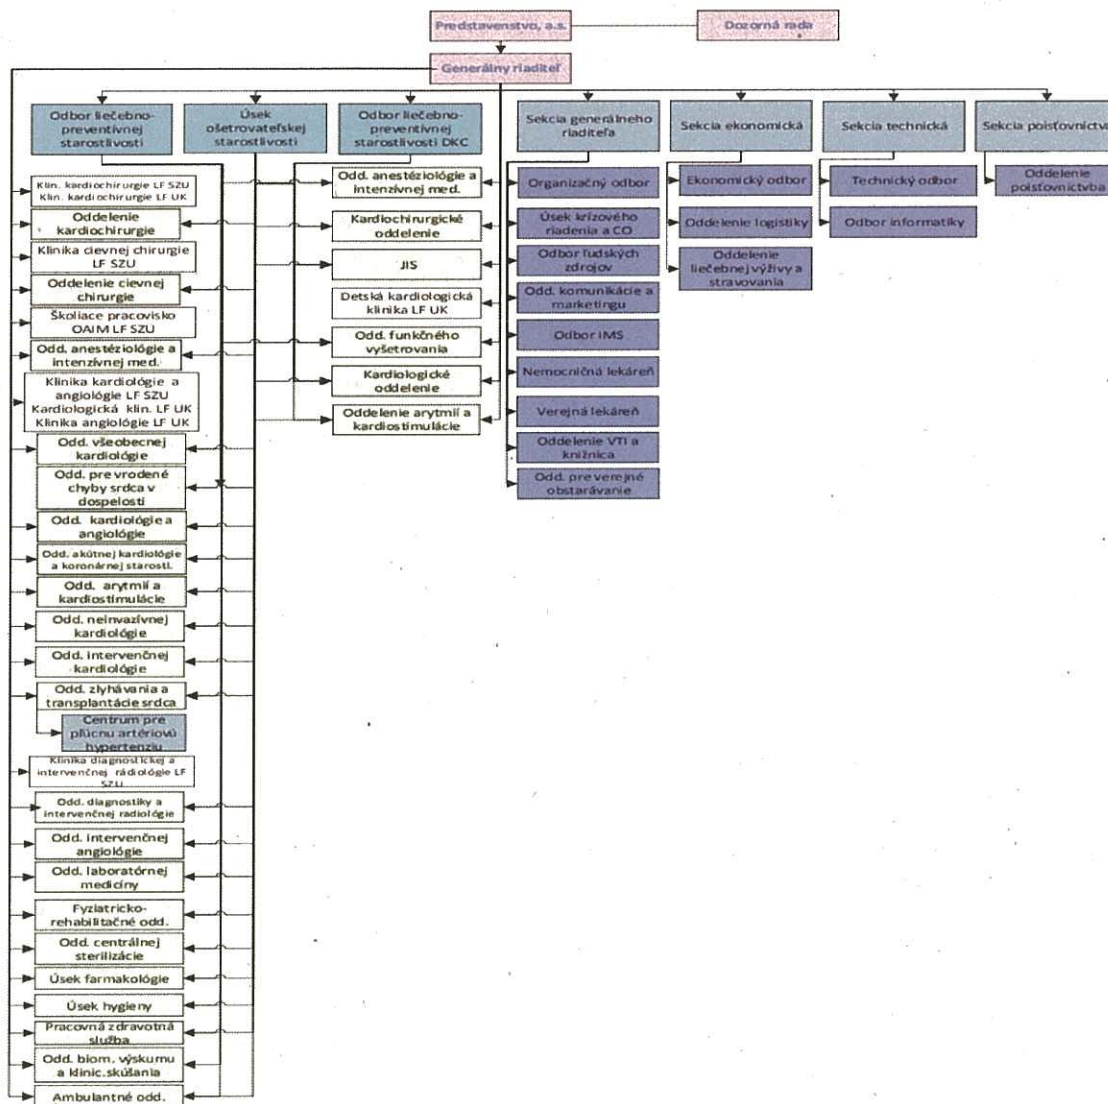 Predstavenstvo, a.s.
Dozorná rada
Generálny riaditeľ
Odbor liečebno-
preventívnej
starostlivosti
Úsek
ošetrovateľskej
starostlivosti
Odbor liečebno-
preventívnej
starostlivosti DKC
Sekcia generálneho
riaditeľa
Sekcia ekonomická
Sekcia technická
Sekcia poisťovníctva
Klin. kardiochirurgie LF SZU
Klin. kardiochirurgie LF UK
Oddelenie
kardiochirurgie
Klinika cievnej chirurgie
LF SZU
Oddelenie cievnej
chirurgie
Školiace pracovisko
OAIM LF SZU
Odd. anestéziológie a
intenzívnej med.
Klinika kardiológie a
angiológie LF SZU
Kardiologická klin. LF UK
Klinika angiológie LF UK
Odd. všeobecnej
kardiológie
Odd. pre vrodené
chyby srdca v
dospelosti
Odd. kardiológie a
angiológie
Odd. akútnej kardiológie
a koronárnej starostl.
Odd. arytmií a
kardiostimulácie
Odd. neinvazívnej
kardiológie
Odd. intervenčnej
kardiológie
Odd. zlyhávania a
transplantácie srdca
Centrum pre
pľúcnu artériovú
hypertenziu
Klinika diagnostickej a
intervenčnej rádiológie LF
SZU
Odd. diagnostiky a
intervenčnej radiológie
Odd. intervenčnej
angiológie
Odd. laboratórnej
medicíny
Fyziatricko-
rehabilitačné odd.
Odd. centrálnej
sterilizácie
Úsek farmakológie
Úsek hygieny
Pracovná zdravotná
služba
Odd. biom. výskumu
a klinic.skúšania
Ambulantné odd.
Odd. anestéziológie a
intenzívnej med.
Kardiochirurgické
oddelenie
JIS
Detská kardiologická
klinika LF UK
Odd. funkčného
vyšetrovania
Kardiologické
oddelenie
Oddelenie arytmií a
kardiostimulácie
Organizačný odbor
Úsek krízového
riadenia a CO
Odbor ľudských
zdrojov
Odd. komunikácie a
marketingu
Odbor IMS
Nemocničná lekáreň
Verejná lekáreň
Oddelenie VTI a
knižnica
Odd. pre verejné
obstarávanie
Ekonomický odbor
Oddelenie logistiky
Oddelenie
liečebnej výživy a
stravovania
Technický odbor
Odbor informatiky
Oddelenie
poisťovníctva